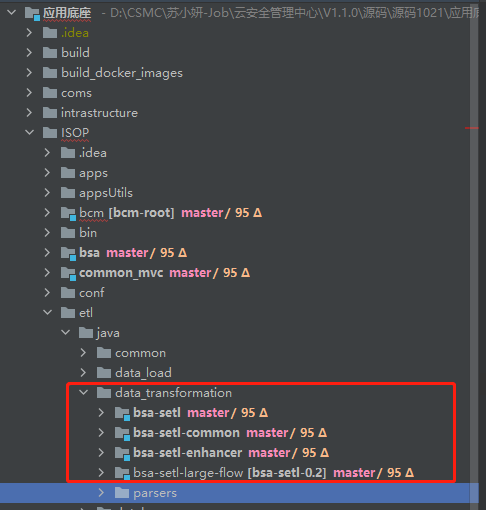 应用底座 - D:\CSMC\苏小妍-Job\云安全管理中心\V1.1.0\源码\源码1021\应用底
.idea
build
build_docker_images
coms
intrastructure
ISOP
.idea
apps
appsUtils
bcm [bcm-root] master / 95 Δ
bin
bsa master / 95 Δ
common_mvc master / 95 Δ
conf
etl
java
common
data_load
data_transformation
bsa-setl master / 95 Δ
bsa-setl-common master / 95 Δ
bsa-setl-enhancer master / 95 Δ
bsa-setl-large-flow [bsa-setl-0.2] master / 95 Δ
parsers